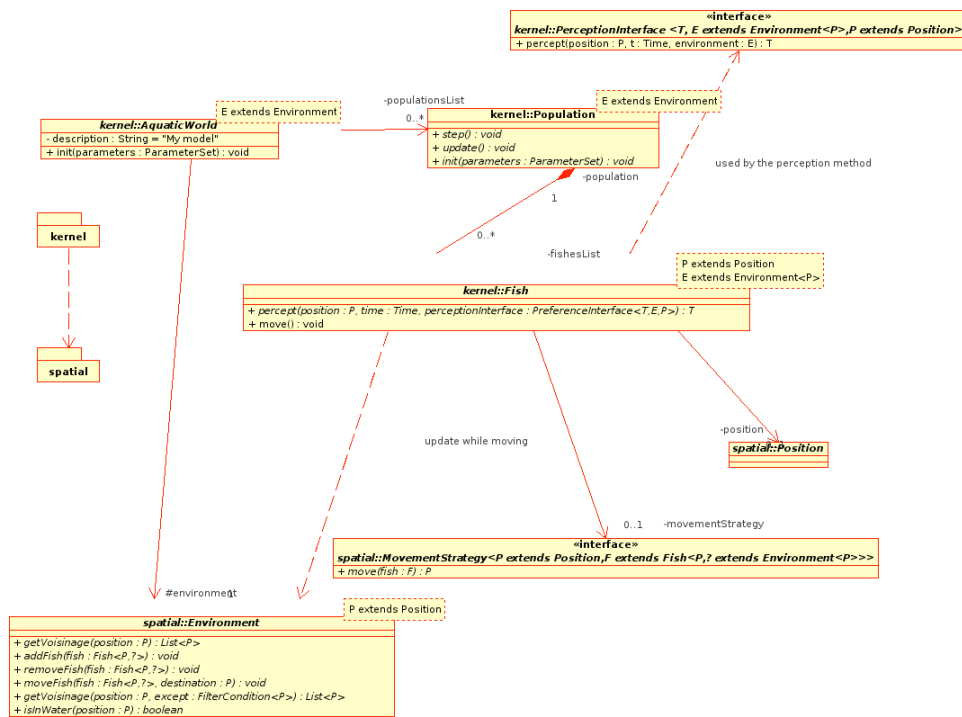 «interface»
kernel::PerceptionInterface <T, E extends Environment<P>,P extends Position>
+ percept(position : P, t : Time, environment : E) : T
E extends Environment
-populationsList
E extends Environment
kernel::AquaticWorld
0..*
kernel::Population
- description : String = "My model"
+ step() : void
+ init(parameters : ParameterSet) : void
+ update() : void
+ init(parameters : ParameterSet) : void
used by the perception method
-population
1
kernel
0..*
-fishesList
P extends Position
E extends Environment<P>
kernel::Fish
+ percept(position : P, time : Time, perceptionInterface : PreferenceInterface<T,E,P>) : T
+ move() : void
spatial
-position
update while moving
spatial::Position
0..1
-movementStrategy
«interface»
spatial::MovementStrategy<P extends Position,F extends Fish<P,? extends Environment<P>>>
+ move(fish : F) : P
#environment
1
P extends Position
spatial::Environment
+ getVoisinage(position : P) : List<P>
+ addFish(fish : Fish<P,?>) : void
+ removeFish(fish : Fish<P,?>) : void
+ moveFish(fish : Fish<P,?>, destination : P) : void
+ getVoisinage(position : P, except : FilterCondition<P>) : List<P>
+ isInWater(position : P) : boolean